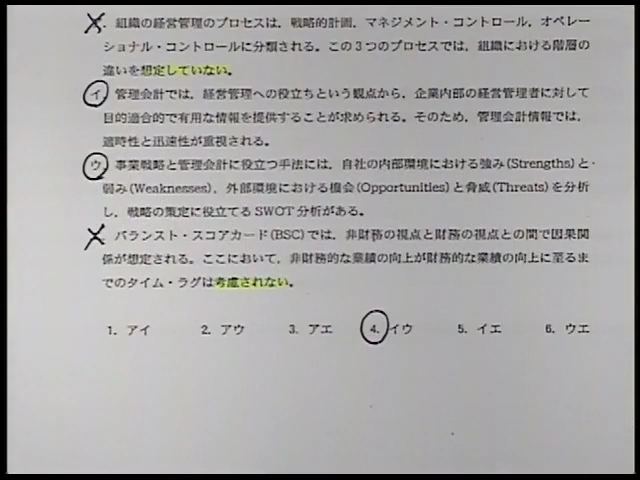 ア. 組織の経営管理のプロセスは，戦略的計画，マネジメント・コントロール，オペレー
ショナル・コントロールに分類される。この3つのプロセスでは，組織における階層の
違いを想定していない。
イ. 管理会計では，経営管理への役立ちという観点から，企業内部の経営管理者に対して
目的適合的で有用な情報を提供することが求められる。そのため，管理会計情報では，
適時性と迅速性が重視される。
ウ. 事業戦略と管理会計に役立つ手法には，自社の内部環境における強み(Strengths)と
弱み(Weaknesses)，外部環境における機会(Opportunities)と脅威(Threats)を分析
し，戦略の策定に役立てるSWOT分析がある。
エ. バランスト・スコアカード(BSC)では，非財務の視点と財務の視点との間で因果関
係が想定される。ここにおいて，非財務的な業績の向上が財務的な業績の向上に至るま
でのタイム・ラグは考慮されない。
1. アイ 2. アウ 3. アエ 4. イウ 5. イエ 6. ウエ